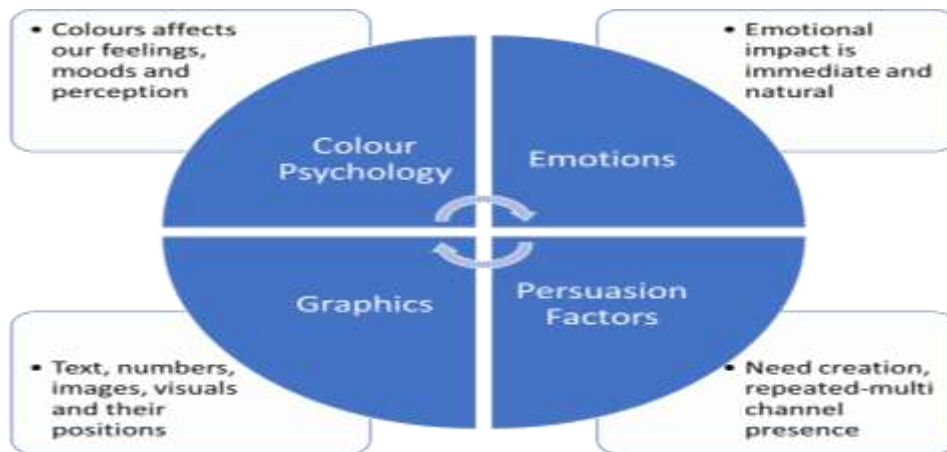 • Colours affects
our feelings,
moods and
perception
• Emotional
impact is
immediate and
natural
Colour
Psychology
Emotions
Graphics
Persuasion
Factors
• Text, numbers,
images, visuals
and their
positions
• Need creation,
repeated-multi
channel
presence